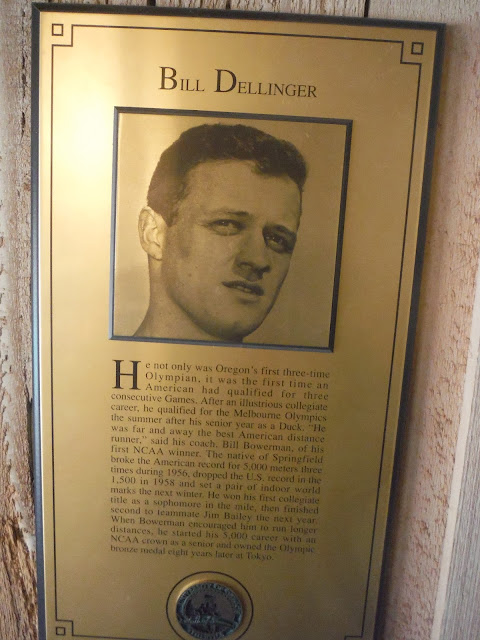 BILL DELLINGER
He not only was Oregon's first three-time
Olympian, it was the first time an
American had qualified for three
consecutive Games. After an illustrious collegiate
career, he qualified for the Melbourne Olympics
the summer after his senior year as a Duck. "He
was far and away the best American distance
runner," said his coach, Bill Bowerman, of his
first NCAA winner. The native of Springfield
broke the American record for 5,000 meters three
times during 1956, dropped the U.S. record in the
1,500 in 1958 and set a pair of indoor world
marks the next winter. He won his first collegiate
title as a sophomore in the mile, then finished
second to teammate Jim Bailey the next year.
When Bowerman encouraged him to run longer
distances, he started his 5,000 career with an
NCAA crown as a senior and owned the Olympic
bronze medal eight years later at Tokyo.